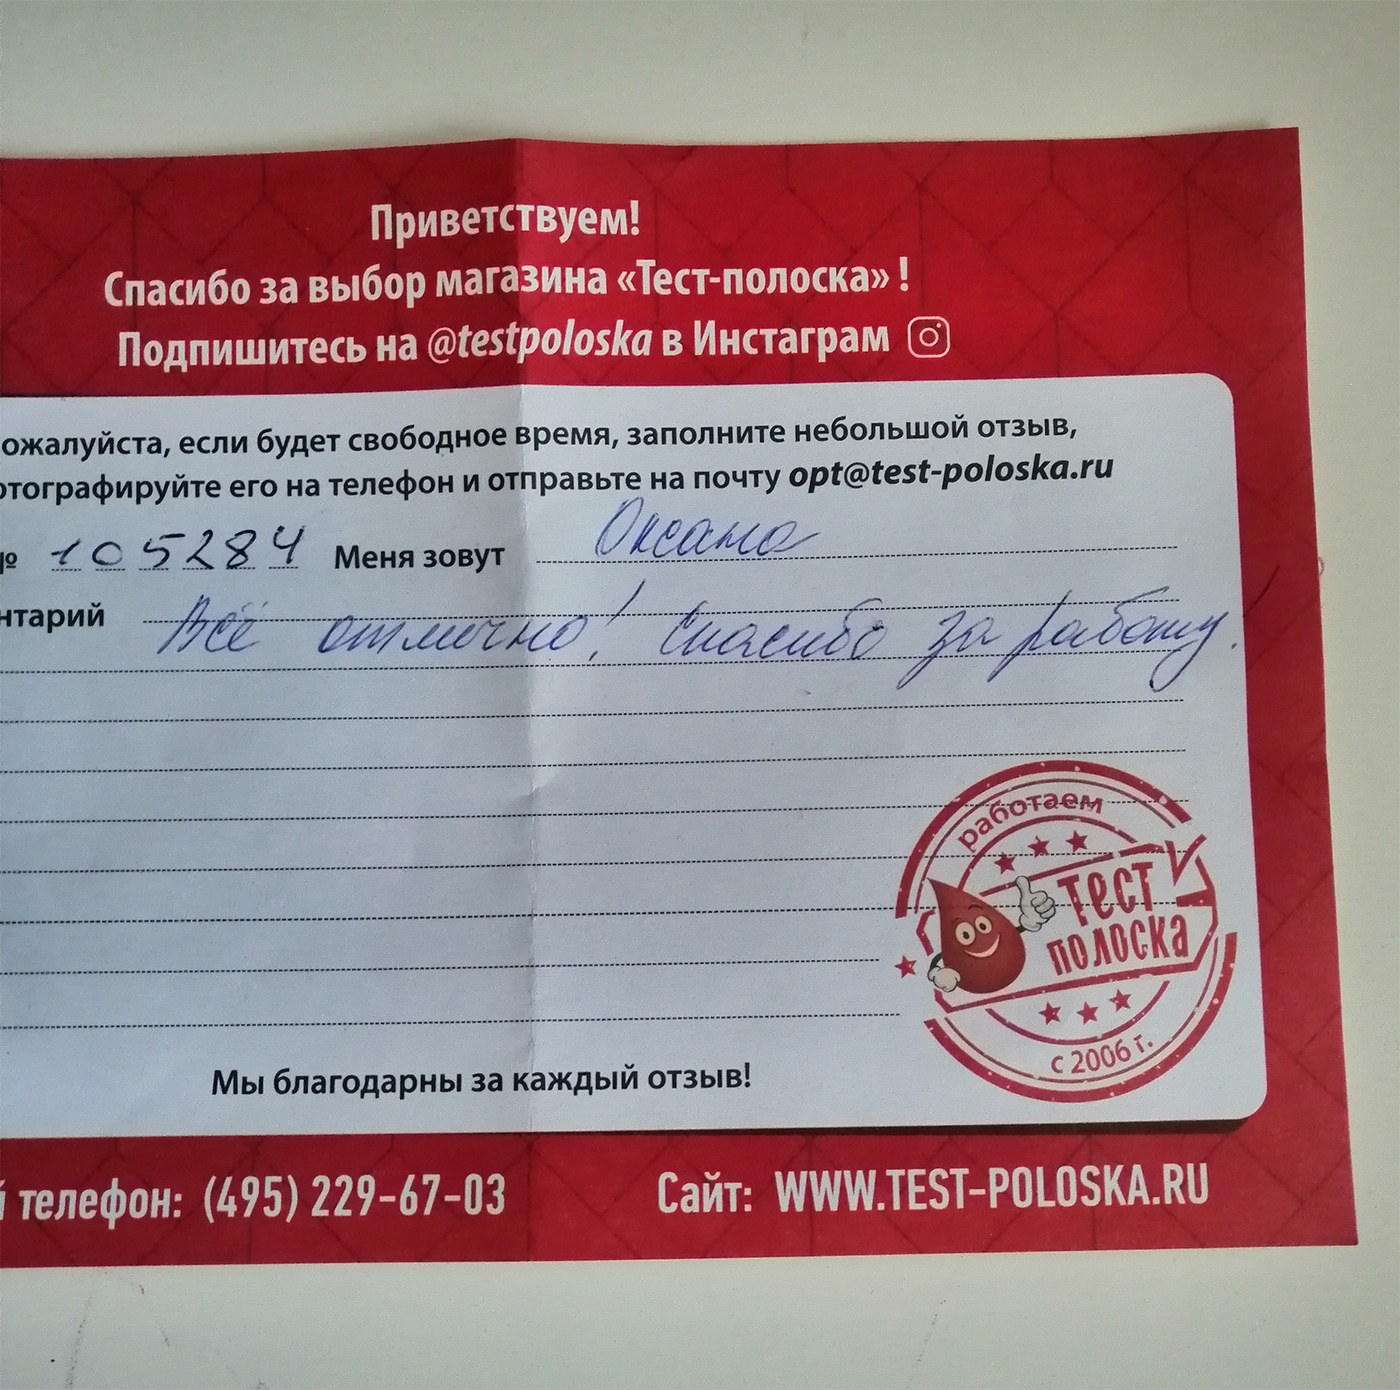 Приветствуем!
Спасибо за выбор магазина «Тест-полоска» !
Подпишитесь на @testpoloska в Инстаграм
ожалуйста, если будет свободное время, заполните небольшой отзыв,
отографируйте его на телефон и отправьте на почту opt@test-poloska.ru
№ 105284 Меня зовут Оксана
нтарий Всё отлично! Спасибо за работу.
работаем
тест
полоска
с 2006 г.
Мы благодарны за каждый отзыв!
й телефон: (495) 229-67-03 Сайт: WWW.TEST-POLOSKA.RU